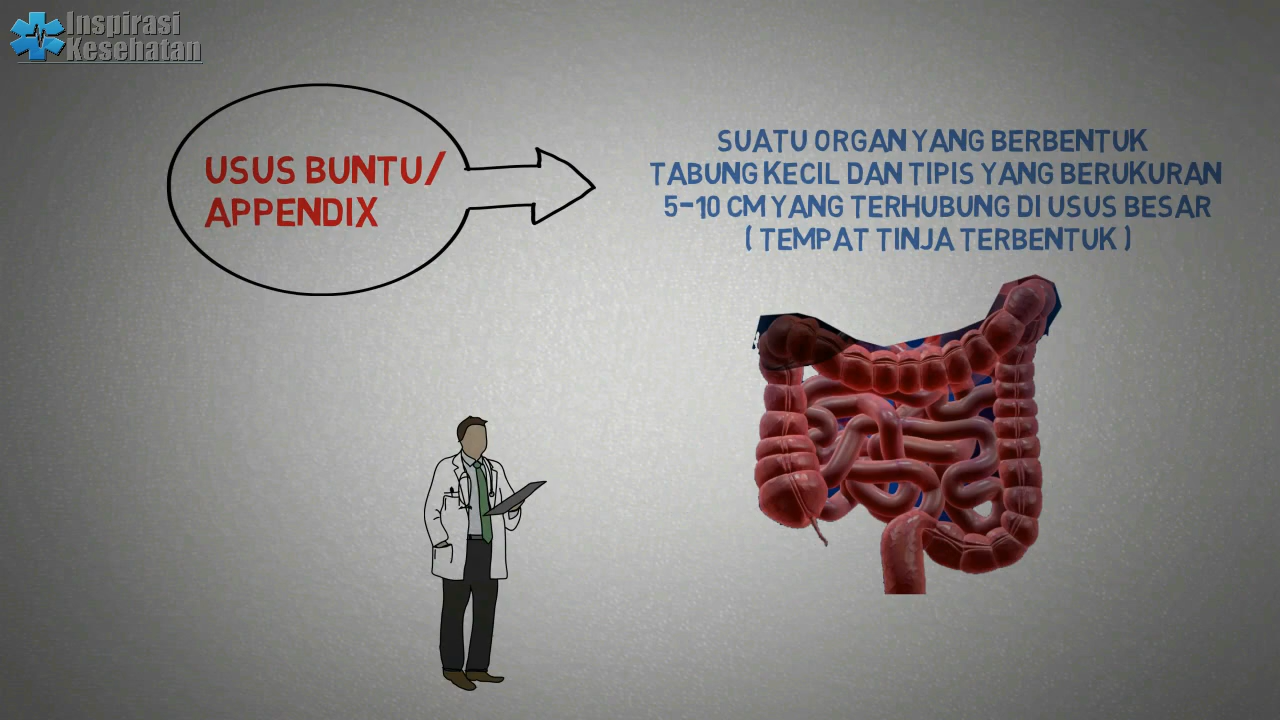 Inspirasi
Kesehatan
USUS BUNTU/
APPENDIX
SUATU ORGAN YANG BERBENTUK
TABUNG KECIL DAN TIPIS YANG BERUKURAN
5-10 CM YANG TERHUBUNG DI USUS BESAR
( TEMPAT TINJA TERBENTUK )